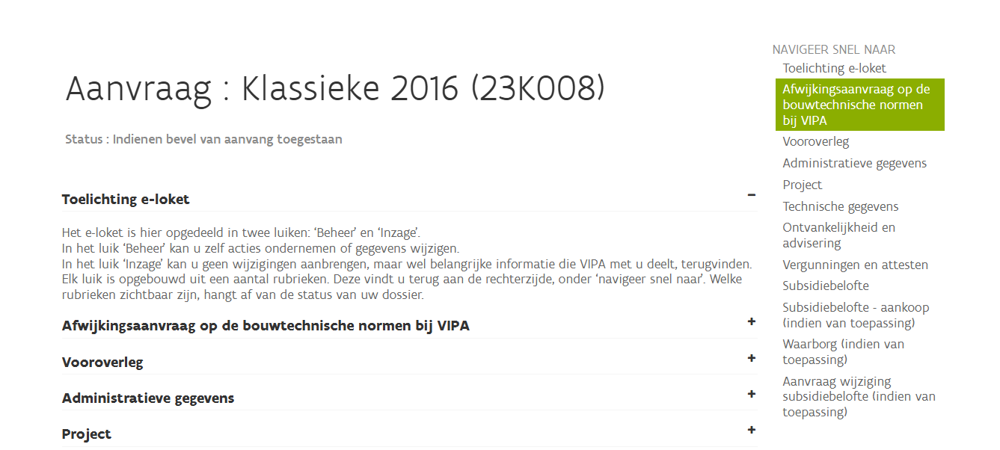 Aanvraag : Klassieke 2016 (23K008)
Status : Indienen bevel van aanvang toegestaan
Toelichting e-loket
Het e-loket is hier opgedeeld in twee luiken: ‘Beheer’ en ‘Inzage’.
In het luik ‘Beheer’ kan u zelf acties ondernemen of gegevens wijzigen.
In het luik ‘Inzage’ kan u geen wijzigingen aanbrengen, maar wel belangrijke informatie die VIPA met u deelt, terugvinden.
Elk luik is opgebouwd uit een aantal rubrieken. Deze vindt u terug aan de rechterzijde, onder ‘navigeer snel naar’. Welke
rubrieken zichtbaar zijn, hangt af van de status van uw dossier.
Afwijkingsaanvraag op de bouwtechnische normen bij VIPA
Vooroverleg
Administratieve gegevens
Project
NAVIGEER SNEL NAAR
Toelichting e-loket
Afwijkingsaanvraag op de
bouwtechnische normen
bij VIPA
Vooroverleg
Administratieve gegevens
Project
Technische gegevens
Ontvankelijkheid en
advisering
Vergunningen en attesten
Subsidiebelofte
Subsidiebelofte - aankoop
(indien van toepassing)
Waarborg (indien van
toepassing)
Aanvraag wijziging
subsidiebelofte (indien van
toepassing)